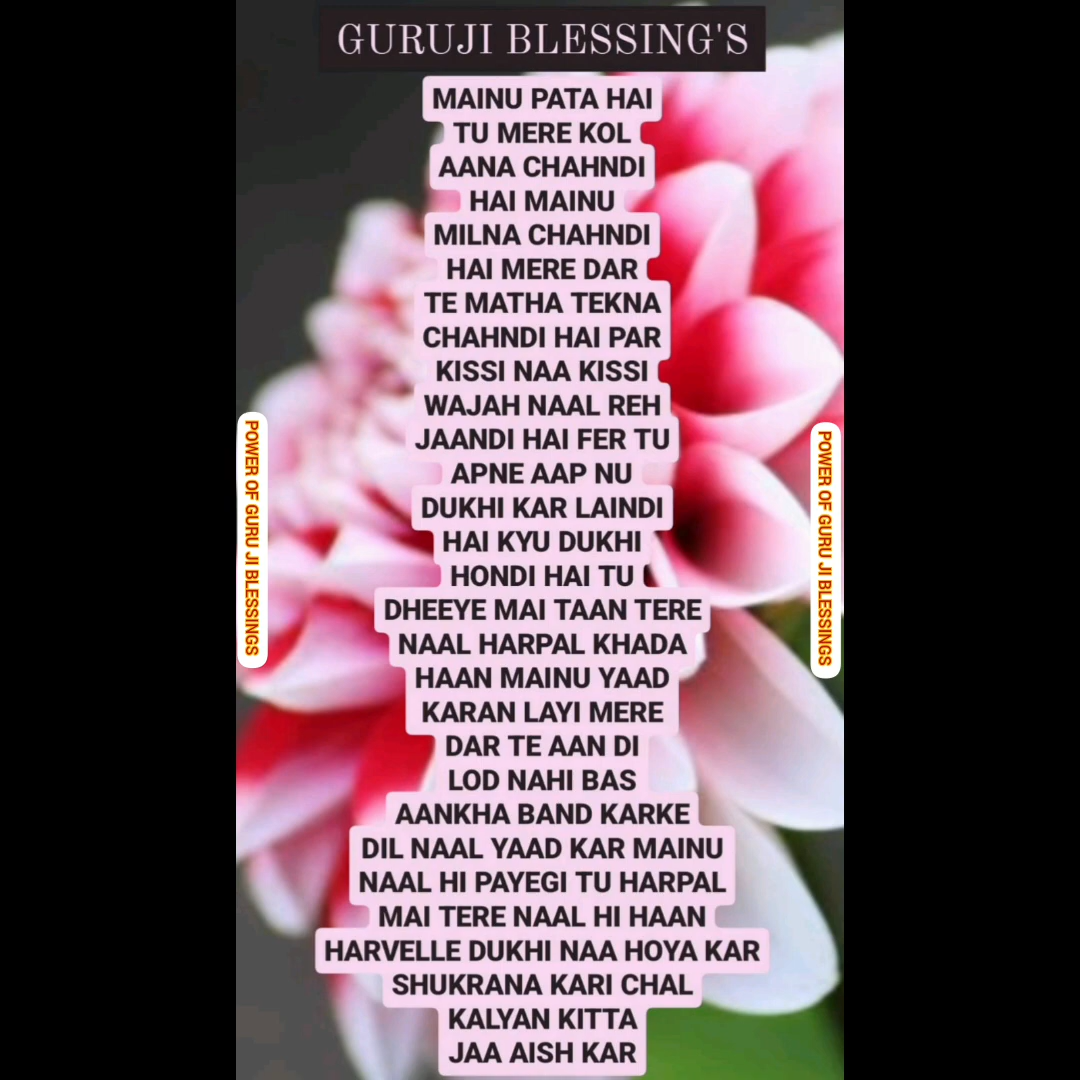 GURUJI BLESSING'S
MAINU PATA HAI
TU MERE KOL
AANA CHAHNDI
HAI MAINU
MILNA CHAHNDI
HAI MERE DAR
TE MATHA TEKNA
CHAHNDI HAI PAR
KISSI NAA KISSI
WAJAH NAAL REH
JAANDI HAI FER TU
APNE AAP NU
DUKHI KAR LAINDI
HAI KYU DUKHI
HONDI HAI TU
DHEEYE MAI TAAN TERE
NAAL HARPAL KHADA
HAAN MAINU YAAD
KARAN LAYI MERE
DAR TE AAN DI
LOD NAHI BAS
AANKHA BAND KARKE
DIL NAAL YAAD KAR MAINU
NAAL HI PAYEGI TU HARPAL
MAI TERE NAAL HI HAAN
HARVELLE DUKHI NAA HOYA KAR
SHUKRANA KARI CHAL
KALYAN KITTA
JAA AISH KAR
POWER OF GURU JI BLESSINGS
POWER OF GURU JI BLESSINGS